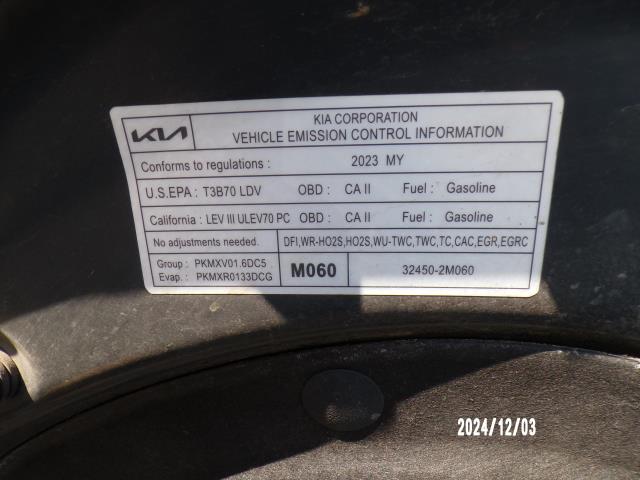 KIA
KIA CORPORATION
VEHICLE EMISSION CONTROL INFORMATION
Conforms to regulations : 2023 MY
U.S.EPA : T3B70 LDV OBD : CA II Fuel : Gasoline
California : LEV III ULEV70 PC OBD : CA II Fuel : Gasoline
No adjustments needed. DFI,WR-HO2S,HO2S,WU-TWC,TWC,TC,CAC,EGR,EGRC
Group : PKMXV01.6DC5
Evap. : PKMXR0133DCG
M060
32450-2M060
2024/12/03